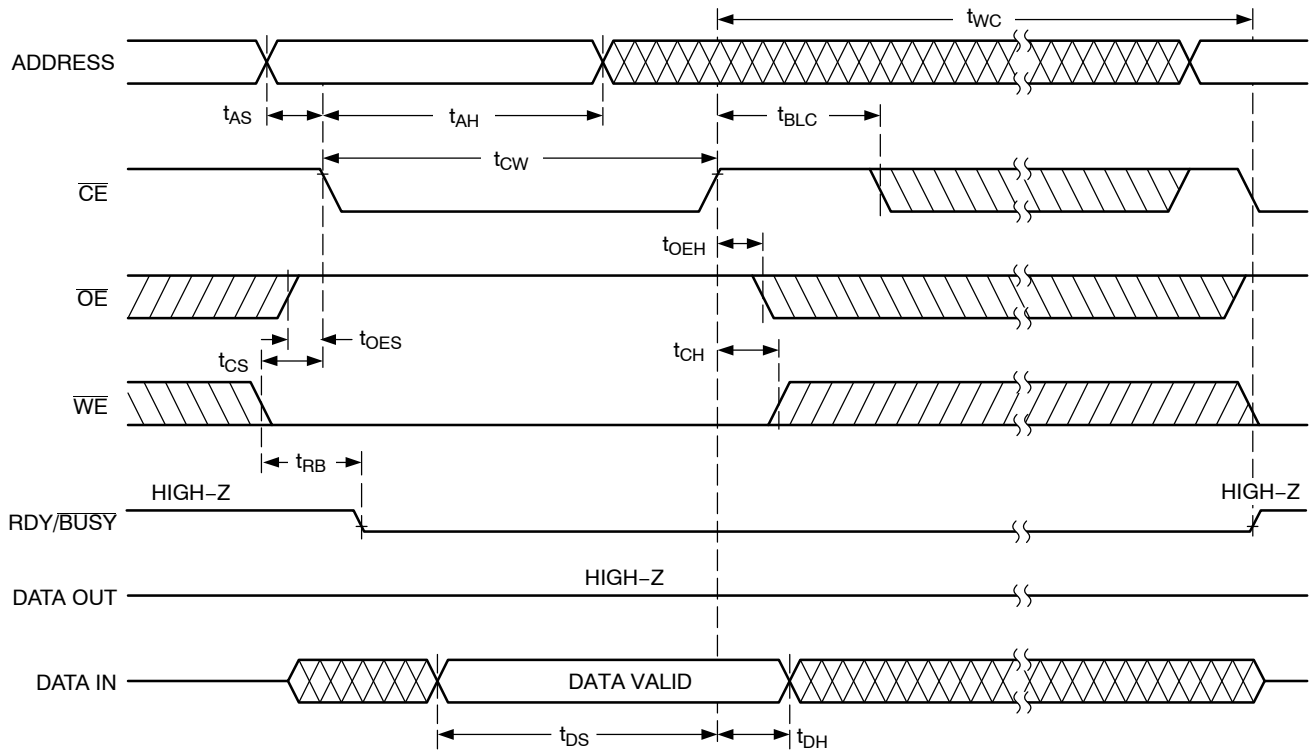 tWC
ADDRESS
tAS
tAH
tBLC
tCW
CE
tOEH
OE
tOES
tCS
tCH
WE
tRB
HIGH–Z
HIGH–Z
RDY/BUSY
HIGH–Z
DATA OUT
DATA IN
DATA VALID
tDS
tDH